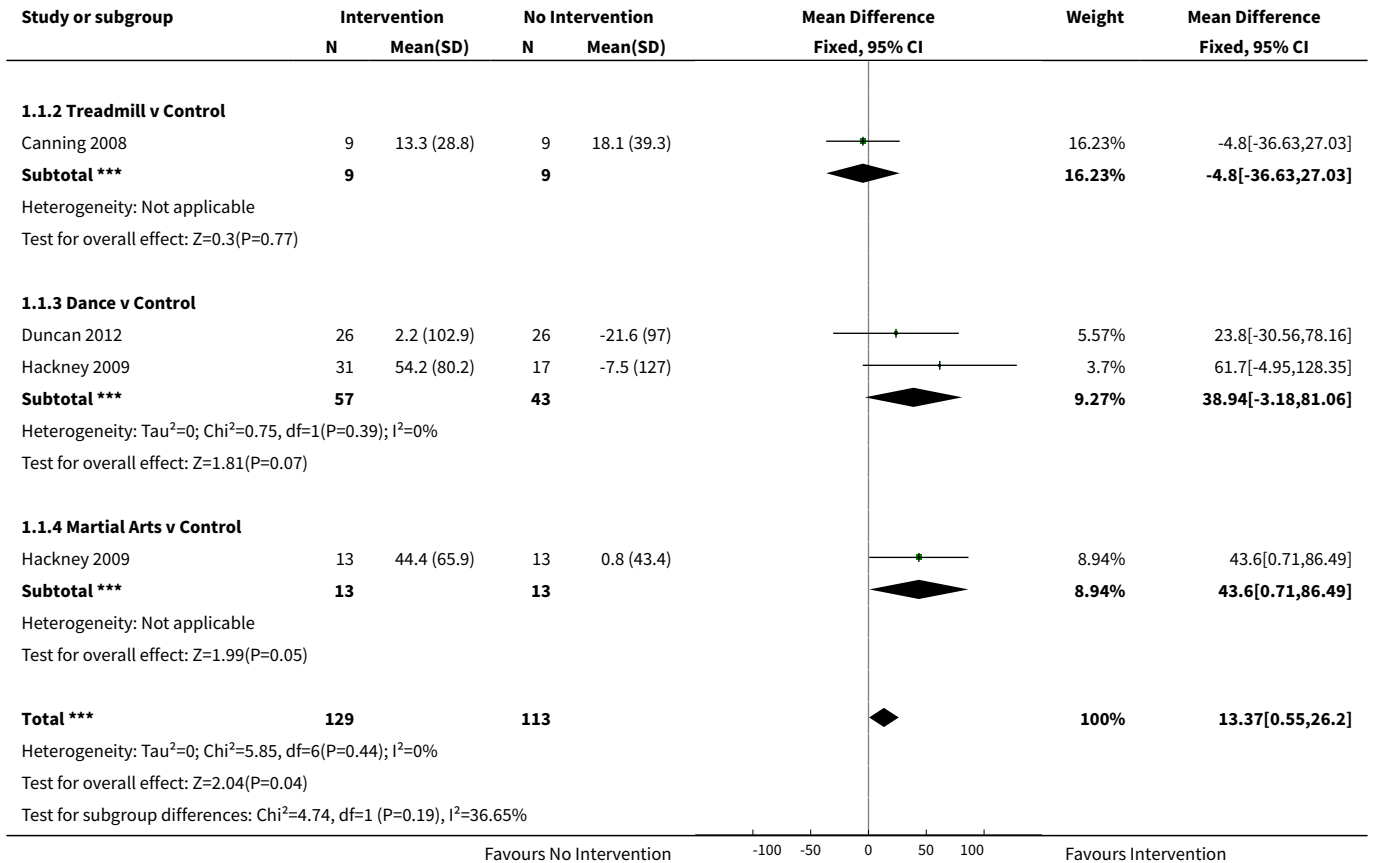 Study or subgroup Intervention No Intervention Mean Difference Weight Mean Difference
N Mean(SD) N Mean(SD) Fixed, 95% CI Fixed, 95% CI
1.1.2 Treadmill v Control
Canning 2008 9 13.3 (28.8) 9 18.1 (39.3) 16.23% -4.8[-36.63,27.03]
Subtotal *** 9 9 16.23% -4.8[-36.63,27.03]
Heterogeneity: Not applicable
Test for overall effect: Z=0.3(P=0.77)
1.1.3 Dance v Control
Duncan 2012 26 2.2 (102.9) 26 -21.6 (97) 5.57% 23.8[-30.56,78.16]
Hackney 2009 31 54.2 (80.2) 17 -7.5 (127) 3.7% 61.7[-4.95,128.35]
Subtotal *** 57 43 9.27% 38.94[-3.18,81.06]
Heterogeneity: Tau²=0; Chi²=0.75, df=1(P=0.39); I²=0%
Test for overall effect: Z=1.81(P=0.07)
1.1.4 Martial Arts v Control
Hackney 2009 13 44.4 (65.9) 13 0.8 (43.4) 8.94% 43.6[0.71,86.49]
Subtotal *** 13 13 8.94% 43.6[0.71,86.49]
Heterogeneity: Not applicable
Test for overall effect: Z=1.99(P=0.05)
Total *** 129 113 100% 13.37[0.55,26.2]
Heterogeneity: Tau²=0; Chi²=5.85, df=6(P=0.44); I²=0%
Test for overall effect: Z=2.04(P=0.04)
Test for subgroup differences: Chi²=4.74, df=1 (P=0.19), I²=36.65%
Favours No Intervention -100 -50 0 50 100 Favours Intervention